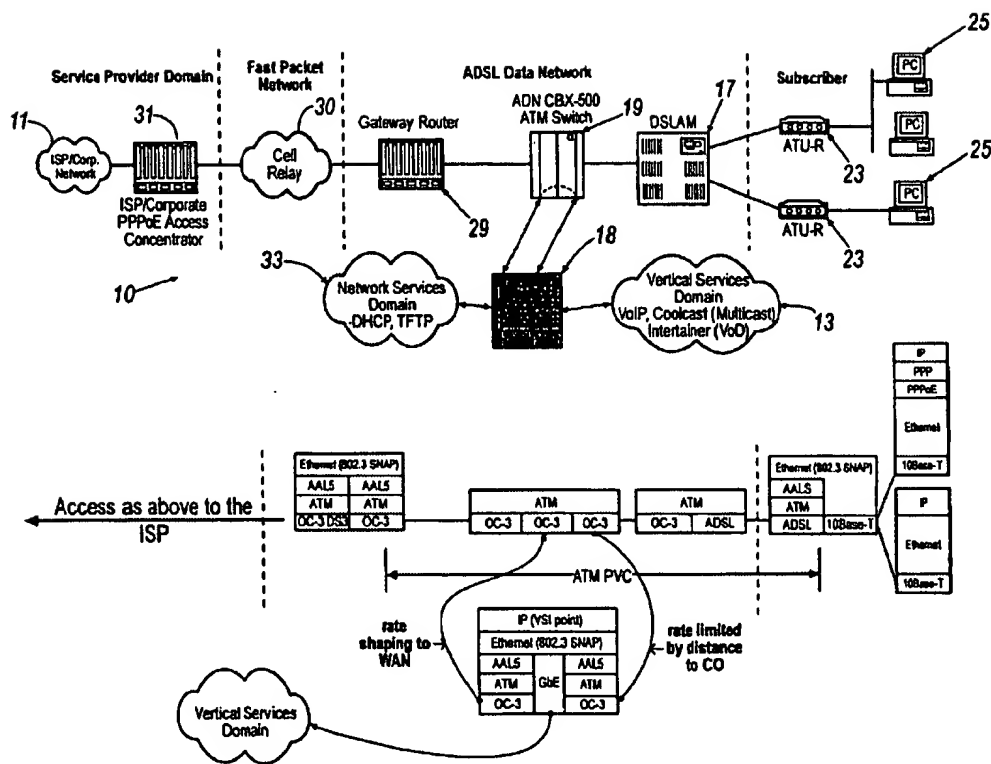 25
Service Provider Domain
Fast Packet
Network
ADSL Data Network
Subscriber
PC
11
31
30
Gateway Router
ADN CBX-500
ATM Switch
19
17
DSLAM
ISP/Corp.
Network
Cell
Relay
ATU-R
PC
25
ISP/Corporate
PPPoE Access
Concentrator
29
23
PC
ATU-R
18
23
10
33
Network Services
Domain
-DHCP, TFTP
Vertical Services
Domain
VoIP, Coolcast (Multicast)
Intertainer (VoD)
13
IP
PPP
PPPoE
Ethernet
10Base-T
Ethernet (802.3 SNAP)
AAL5 AAL5
ATM ATM
OC-3 DS3 OC-3
Access as above to the
ISP
ATM
OC-3 OC-3 OC-3
ATM
OC-3 ADSL
Ethernet (802.3 SNAP)
AAL5
ATM
ADSL 10Base-T
IP
Ethernet
10Base-T
ATM PVC
rate
shaping to
WAN
IP (VSI point)
Ethernet (802.3 SNAP)
AAL5 GbE AAL5
ATM ATM
OC-3 OC-3
rate limited
by distance
to CO
Vertical Services
Domain